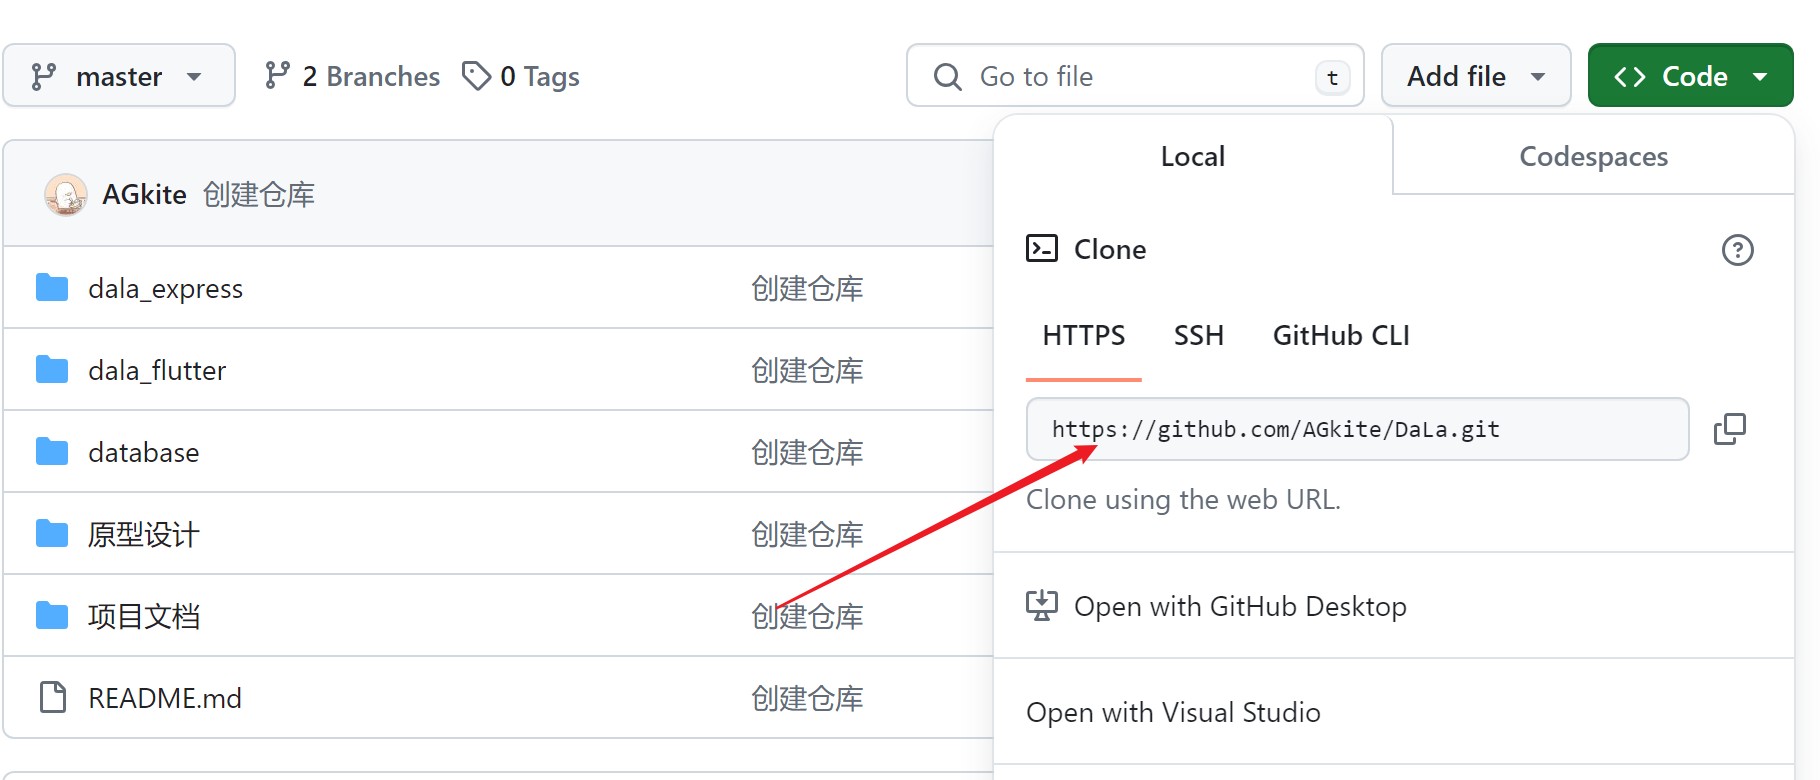 master 2 Branches 0 Tags Go to file t Add file Code
AGkite 创建仓库
dala_express 创建仓库
dala_flutter 创建仓库
database 创建仓库
原型设计 创建仓库
项目文档 创建仓库
README.md 创建仓库
Local Codespaces
Clone
HTTPS SSH GitHub CLI
https://github.com/AGkite/DaLa.git
Clone using the web URL.
Open with GitHub Desktop
Open with Visual Studio